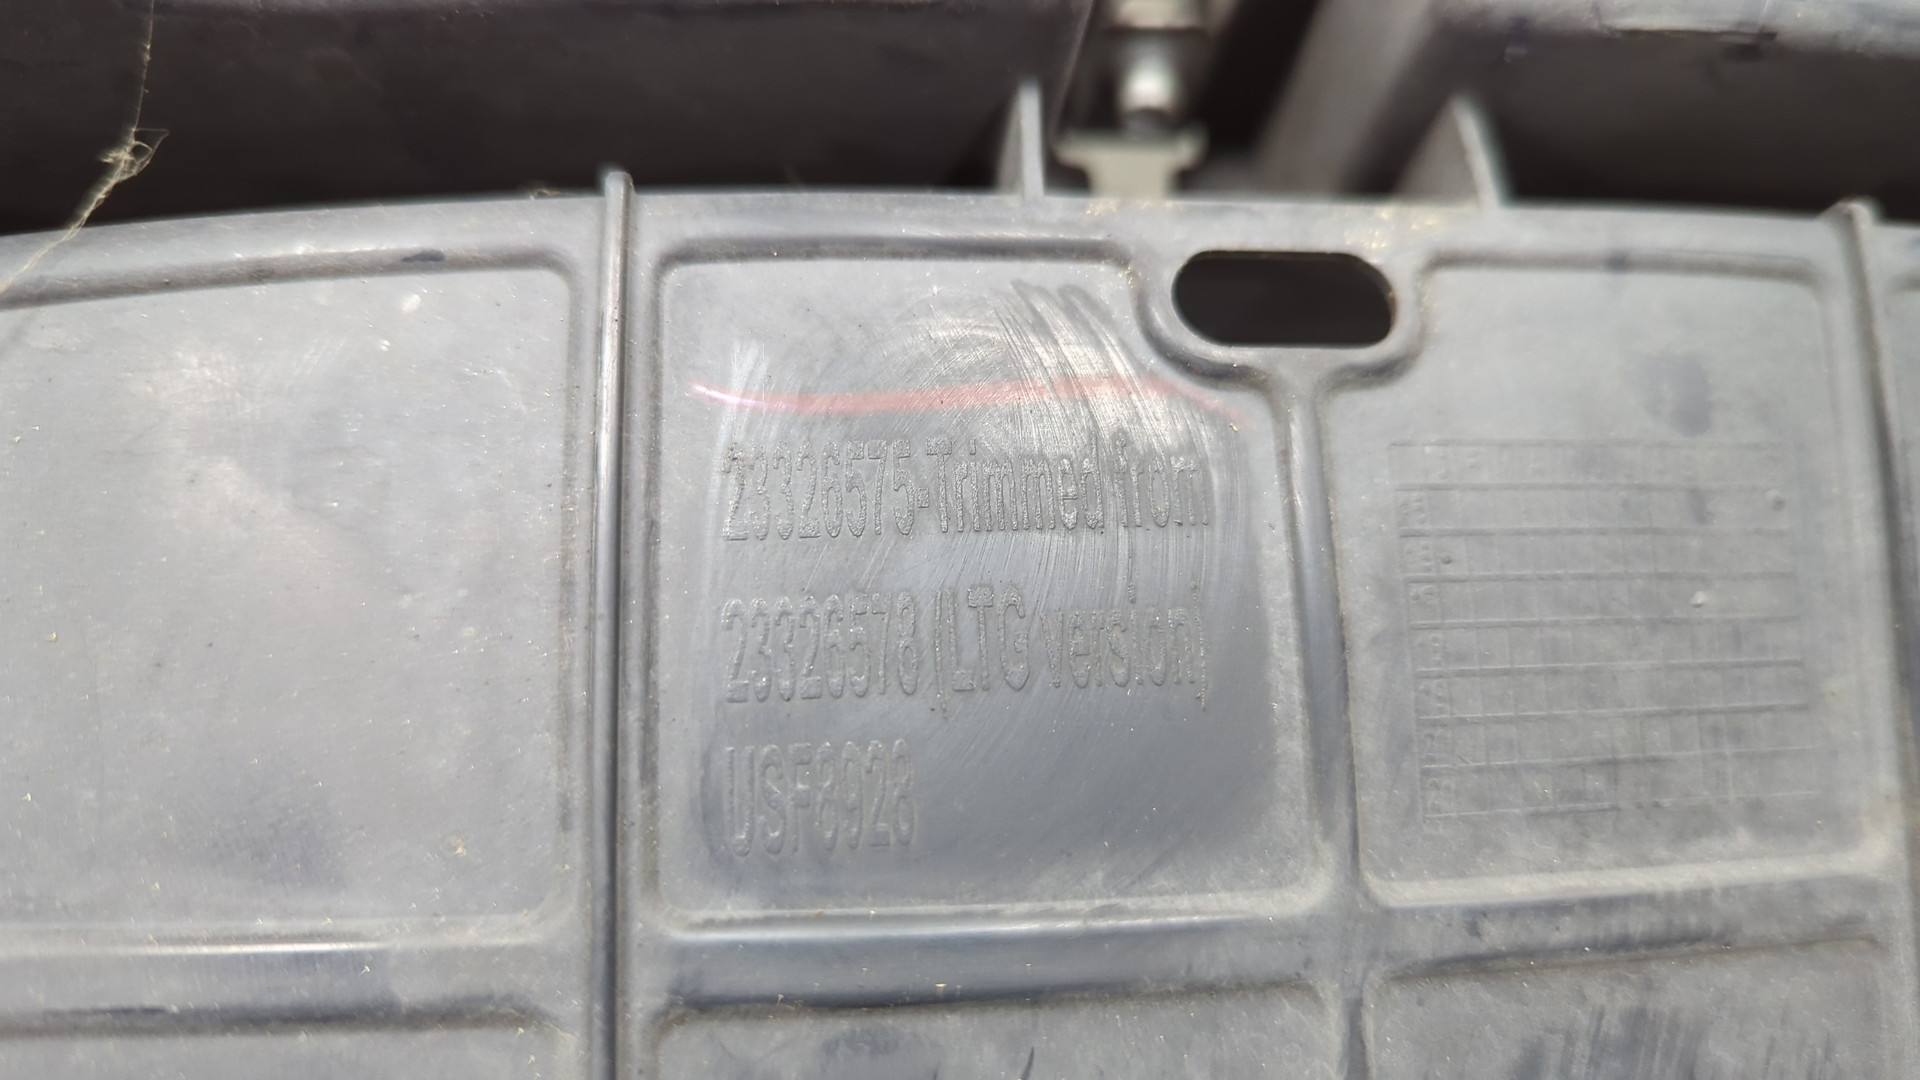 23326575-Trimmed from
23326578 (LTG version)
USF8928